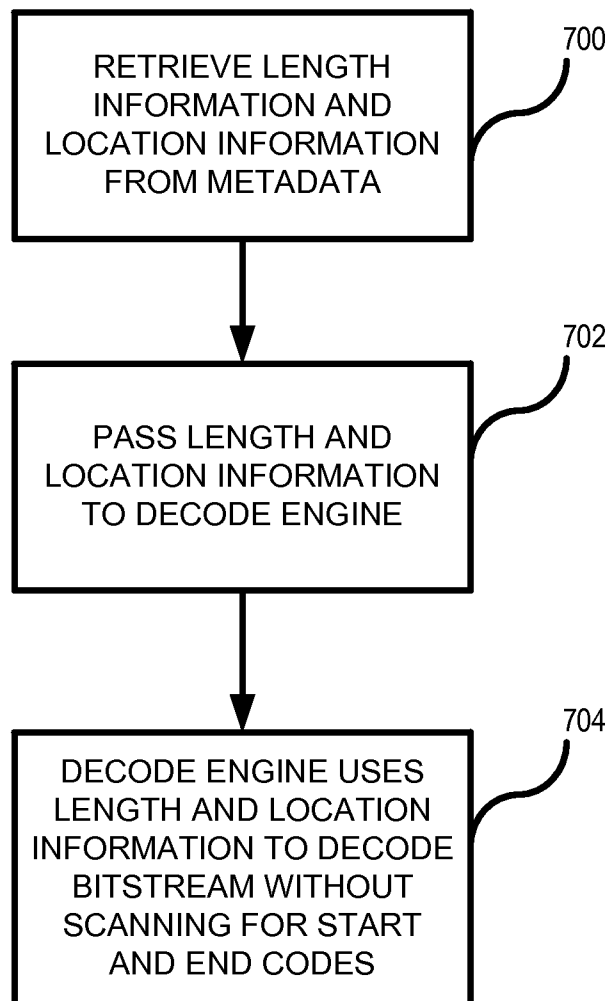 700
RETRIEVE LENGTH
INFORMATION AND
LOCATION INFORMATION
FROM METADATA
702
PASS LENGTH AND
LOCATION INFORMATION
TO DECODE ENGINE
704
DECODE ENGINE USES
LENGTH AND LOCATION
INFORMATION TO DECODE
BITSTREAM WITHOUT
SCANNING FOR START
AND END CODES